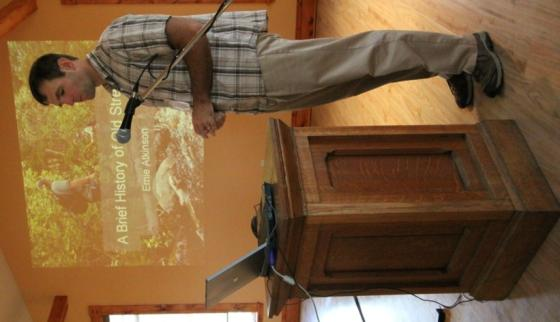 A Brief History of Old Stre
Ernie Atkinson